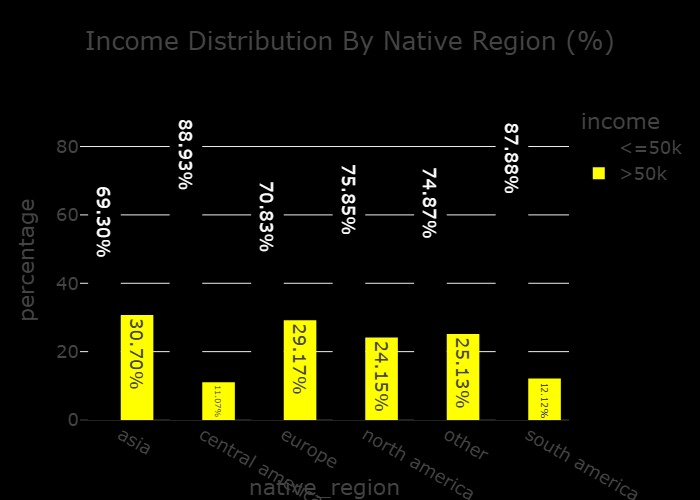 Income Distribution By Native Region (%)
income
<=50k
>50k
percentage
80
60
40
20
0
69.30%
88.93%
70.83%
75.85%
74.87%
87.88%
30.70%
11.07%
29.17%
24.15%
25.13%
12.12%
asia
central america
europe
north america
other
south america
native_region